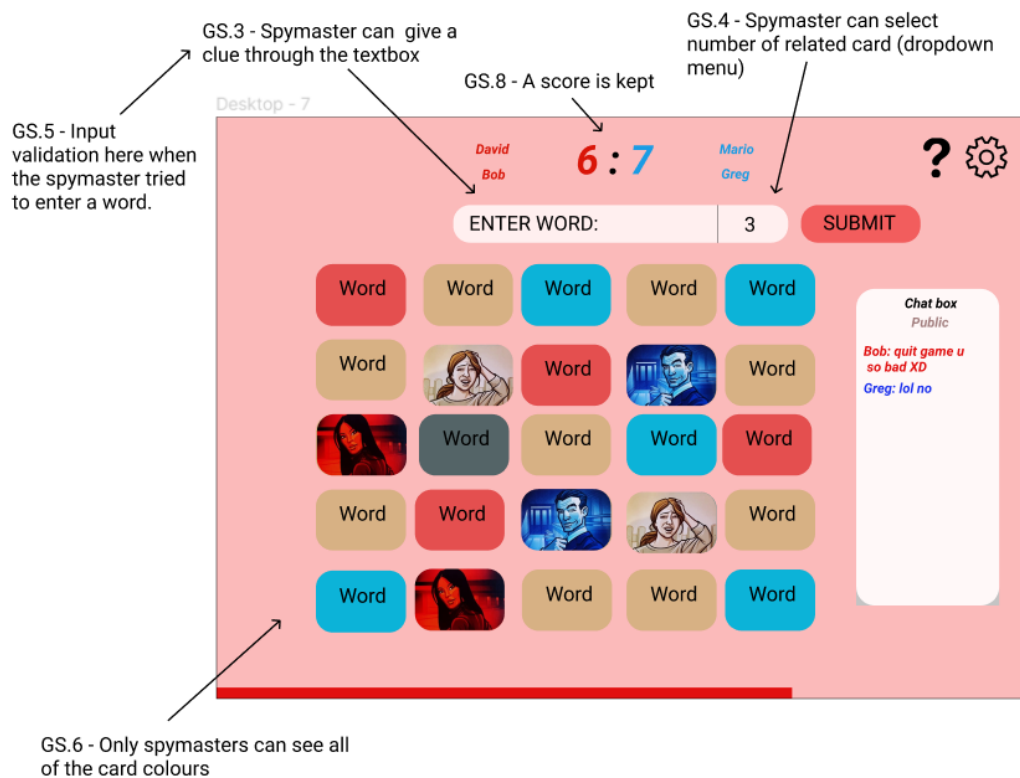 GS.3 - Spymaster can give a
clue through the textbox
GS.4 - Spymaster can select
number of related card (dropdown
menu)
GS.8 - A score is kept
Desktop - 7
GS.5 - Input
validation here when
the spymaster tried
to enter a word.
David
Bob
6 : 7
Mario
Greg
?
ENTER WORD:
3
SUBMIT
Word Word Word Word Word
Word Word Word
Word Word Word Word
Word Word Word
Word Word Word Word
Chat box
Public
Bob: quit game u
so bad XD
Greg: lol no
GS.6 - Only spymasters can see all
of the card colours